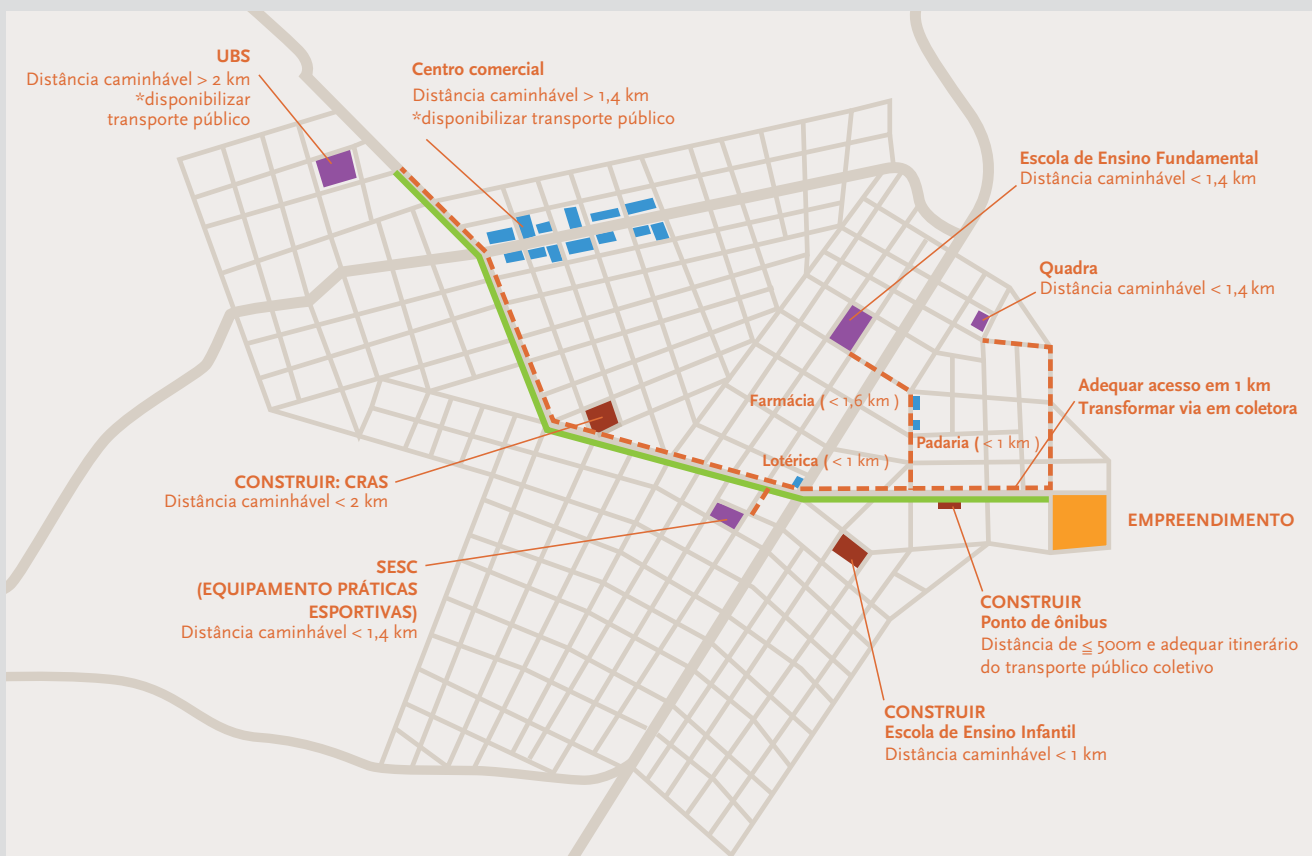 UBS
Distância caminhável > 2 km
*disponibilizar
transporte público
Centro comercial
Distância caminhável > 1,4 km
*disponibilizar transporte público
Escola de Ensino Fundamental
Distância caminhável < 1,4 km
Quadra
Distância caminhável < 1,4 km
Adequar acesso em 1 km
Transformar via em coletora
Farmácia ( < 1,6 km )
Padaria ( < 1 km )
Lotérica ( < 1 km )
CONSTRUIR: CRAS
Distância caminhável < 2 km
EMPREENDIMENTO
SESC
(EQUIPAMENTO PRÁTICAS
ESPORTIVAS)
Distância caminhável < 1,4 km
CONSTRUIR
Ponto de ônibus
Distância de ≦ 500m e adequar itinerário
do transporte público coletivo
CONSTRUIR
Escola de Ensino Infantil
Distância caminhável < 1 km